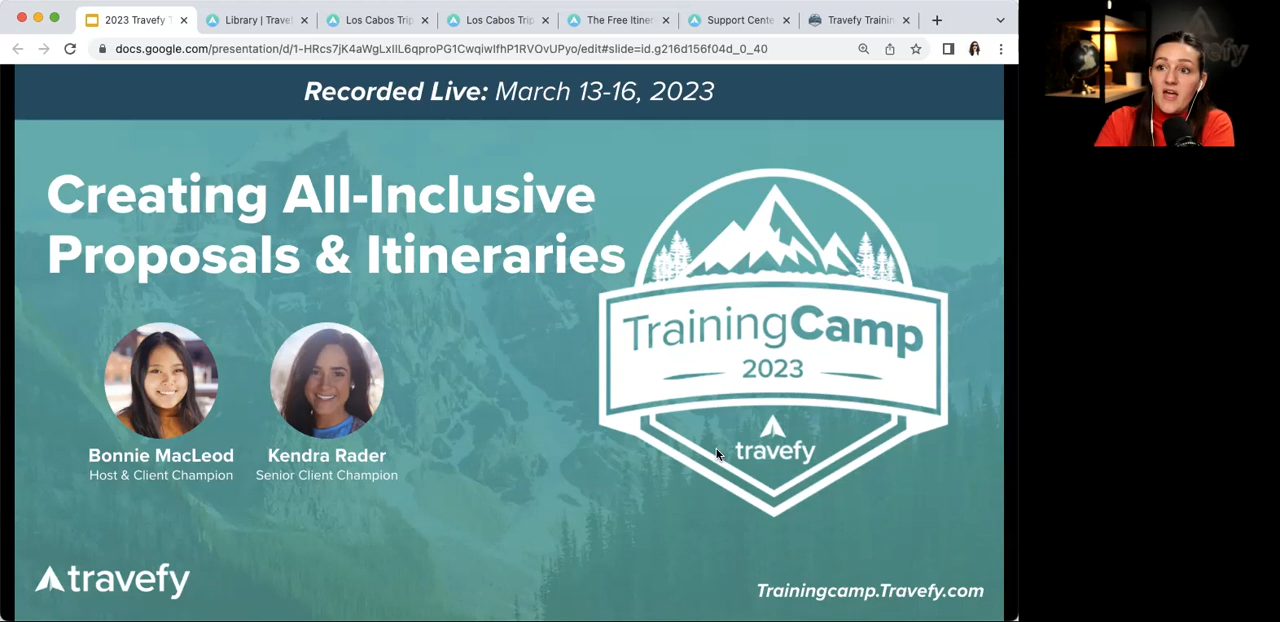 2023 Travefy T
Library | Travef
Los Cabos Trip
Los Cabos Trip
The Free Itiner
Support Cente
Travefy Trainin
docs.google.com/presentation/d/1-HRcs7jK4aWgLxIlL6qproPG1CwqiwIfhP1RVOvUPyo/edit#slide=id.g216d156f04d_0_40
Recorded Live: March 13-16, 2023
Creating All-Inclusive
Proposals & Itineraries
TrainingCamp
2023
travefy
Bonnie MacLeod
Host & Client Champion
Kendra Rader
Senior Client Champion
travefy
Trainingcamp.Travefy.com